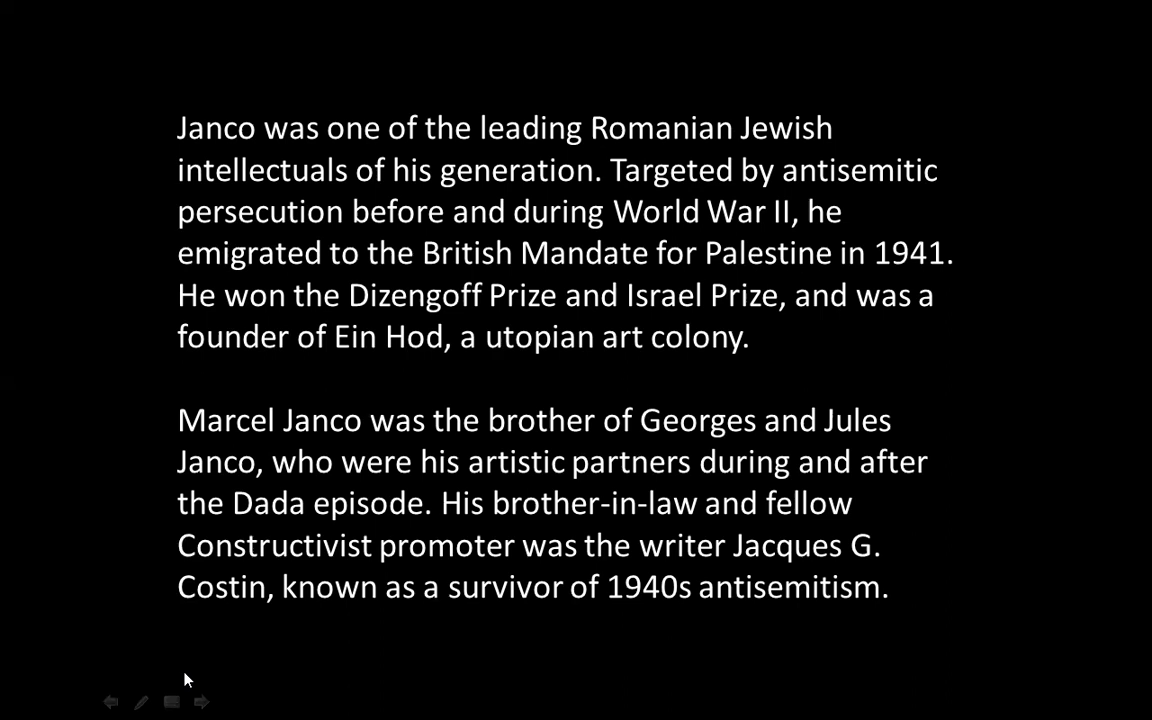 Janco was one of the leading Romanian Jewish
intellectuals of his generation. Targeted by antisemitic
persecution before and during World War II, he
emigrated to the British Mandate for Palestine in 1941.
He won the Dizengoff Prize and Israel Prize, and was a
founder of Ein Hod, a utopian art colony.
Marcel Janco was the brother of Georges and Jules
Janco, who were his artistic partners during and after
the Dada episode. His brother-in-law and fellow
Constructivist promoter was the writer Jacques G.
Costin, known as a survivor of 1940s antisemitism.